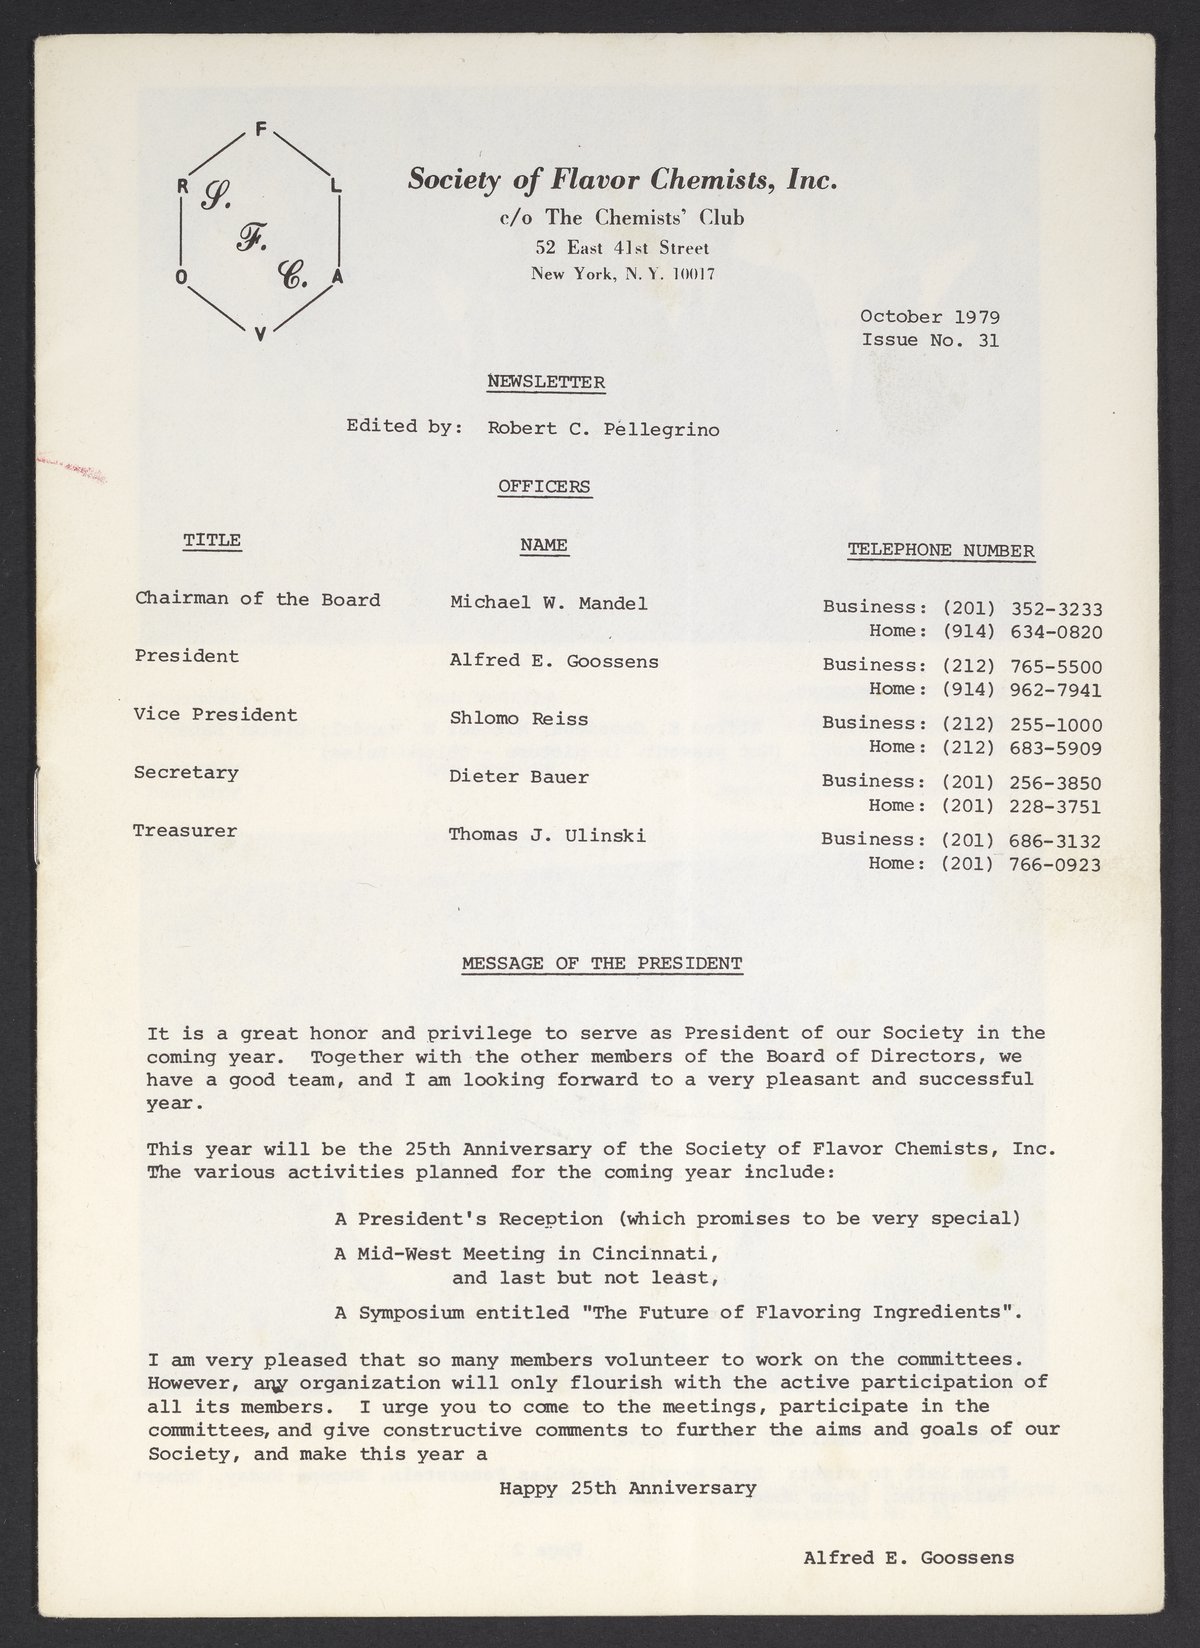 F
R L
S.
F.
C.
O A
V
Society of Flavor Chemists, Inc.
c/o The Chemists' Club
52 East 41st Street
New York, N. Y. 10017
October 1979
Issue No. 31
NEWSLETTER
Edited by: Robert C. Pellegrino
OFFICERS
TITLE NAME TELEPHONE NUMBER
Chairman of the Board Michael W. Mandel Business: (201) 352-3233
Home: (914) 634-0820
President Alfred E. Goossens Business: (212) 765-5500
Home: (914) 962-7941
Vice President Shlomo Reiss Business: (212) 255-1000
Home: (212) 683-5909
Secretary Dieter Bauer Business: (201) 256-3850
Home: (201) 228-3751
Treasurer Thomas J. Ulinski Business: (201) 686-3132
Home: (201) 766-0923
MESSAGE OF THE PRESIDENT
It is a great honor and privilege to serve as President of our Society in the
coming year. Together with the other members of the Board of Directors, we
have a good team, and I am looking forward to a very pleasant and successful
year.
This year will be the 25th Anniversary of the Society of Flavor Chemists, Inc.
The various activities planned for the coming year include:
A President's Reception (which promises to be very special)
A Mid-West Meeting in Cincinnati,
and last but not least,
A Symposium entitled "The Future of Flavoring Ingredients".
I am very pleased that so many members volunteer to work on the committees.
However, any organization will only flourish with the active participation of
all its members. I urge you to come to the meetings, participate in the
committees, and give constructive comments to further the aims and goals of our
Society, and make this year a
Happy 25th Anniversary
Alfred E. Goossens